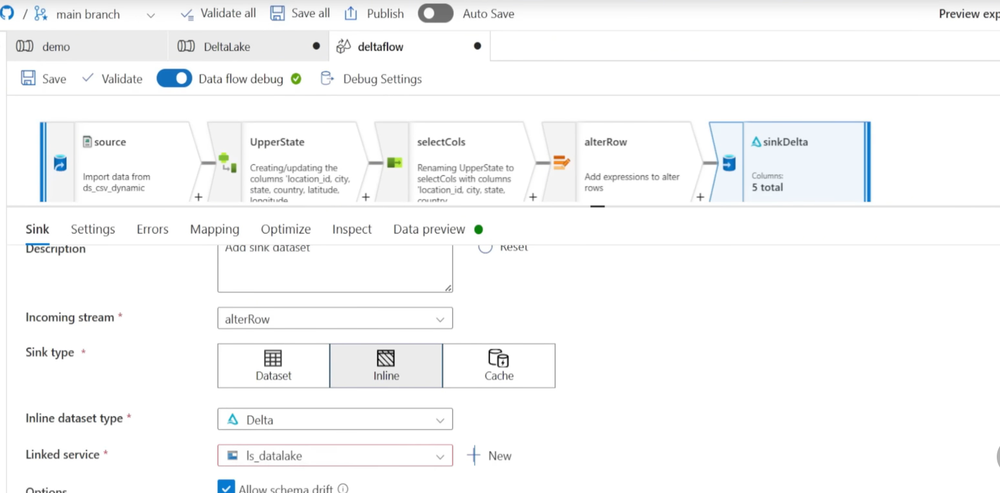 / main branch Validate all Save all Publish Auto Save Preview exp
demo DeltaLake deltaflow
Save Validate Data flow debug Debug Settings
source
Import data from
ds_csv_dynamic
+
UpperState
Creating/updating the
columns 'location_id, city,
state, country, latitude,
longitude
+
selectCols
Renaming UpperState to
selectCols with columns
'location_id, city, state,
country
+
alterRow
Add expressions to alter
rows
+
sinkDelta
Columns:
5 total
Sink Settings Errors Mapping Optimize Inspect Data preview
Description Add sink dataset Reset
Incoming stream * alterRow
Sink type * Dataset Inline Cache
Inline dataset type * Delta
Linked service * ls_datalake + New
Options Allow schema drift